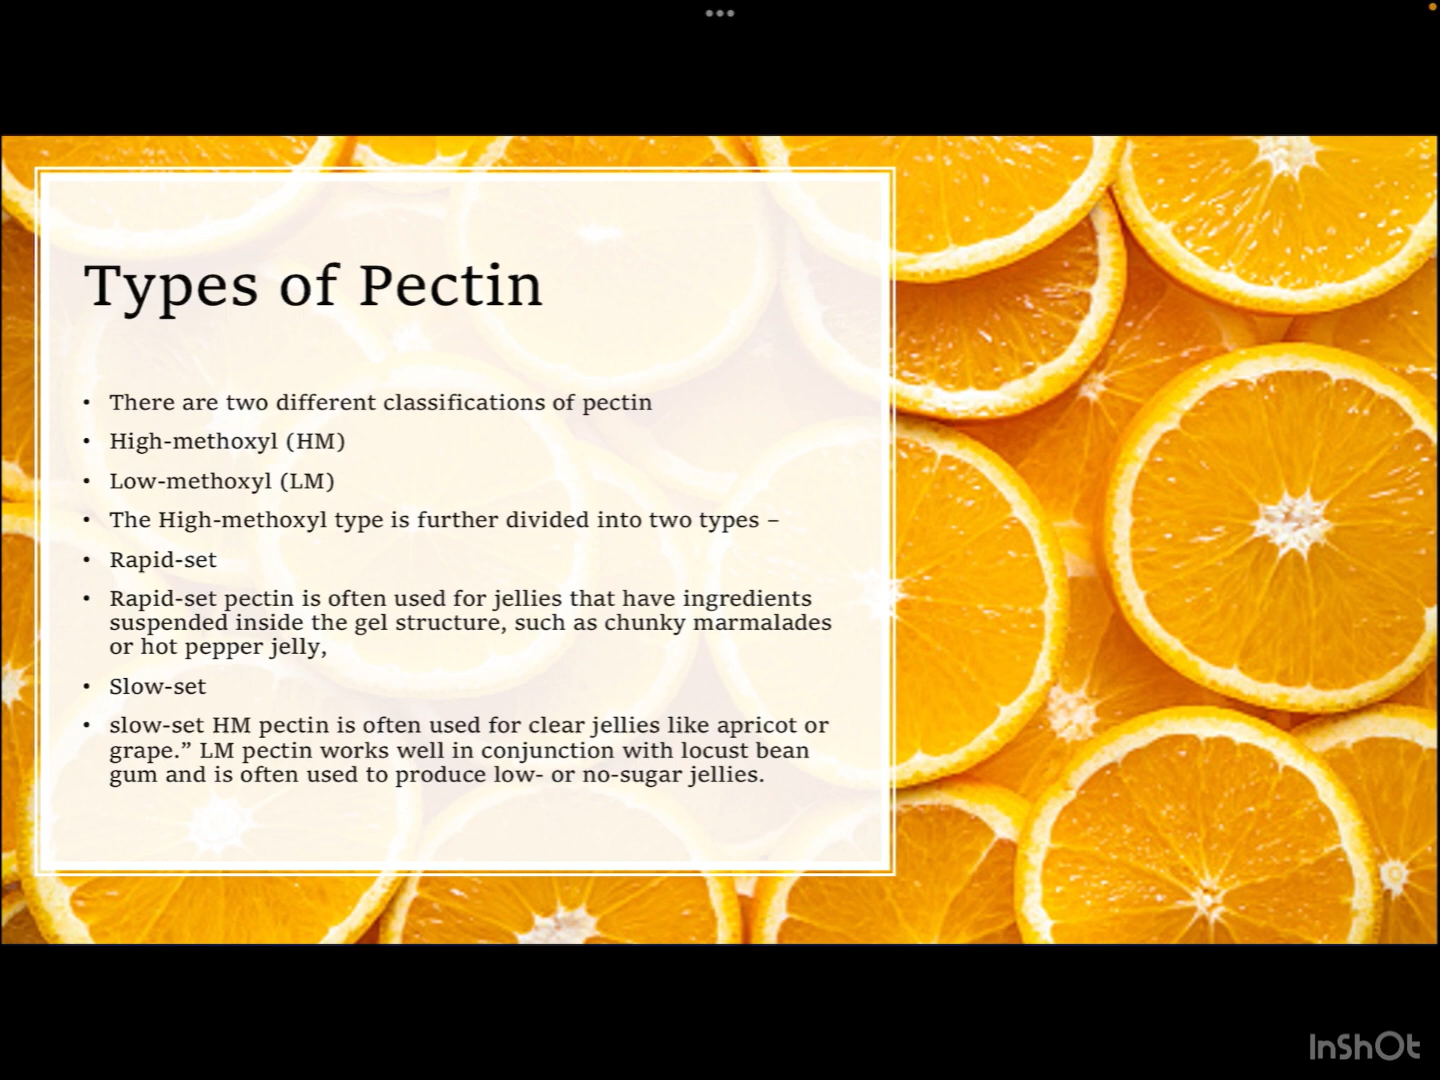 Types of Pectin
• There are two different classifications of pectin
• High-methoxyl (HM)
• Low-methoxyl (LM)
• The High-methoxyl type is further divided into two types –
• Rapid-set
• Rapid-set pectin is often used for jellies that have ingredients
suspended inside the gel structure, such as chunky marmalades
or hot pepper jelly,
• Slow-set
• slow-set HM pectin is often used for clear jellies like apricot or
grape.” LM pectin works well in conjunction with locust bean
gum and is often used to produce low- or no-sugar jellies.
InShOt